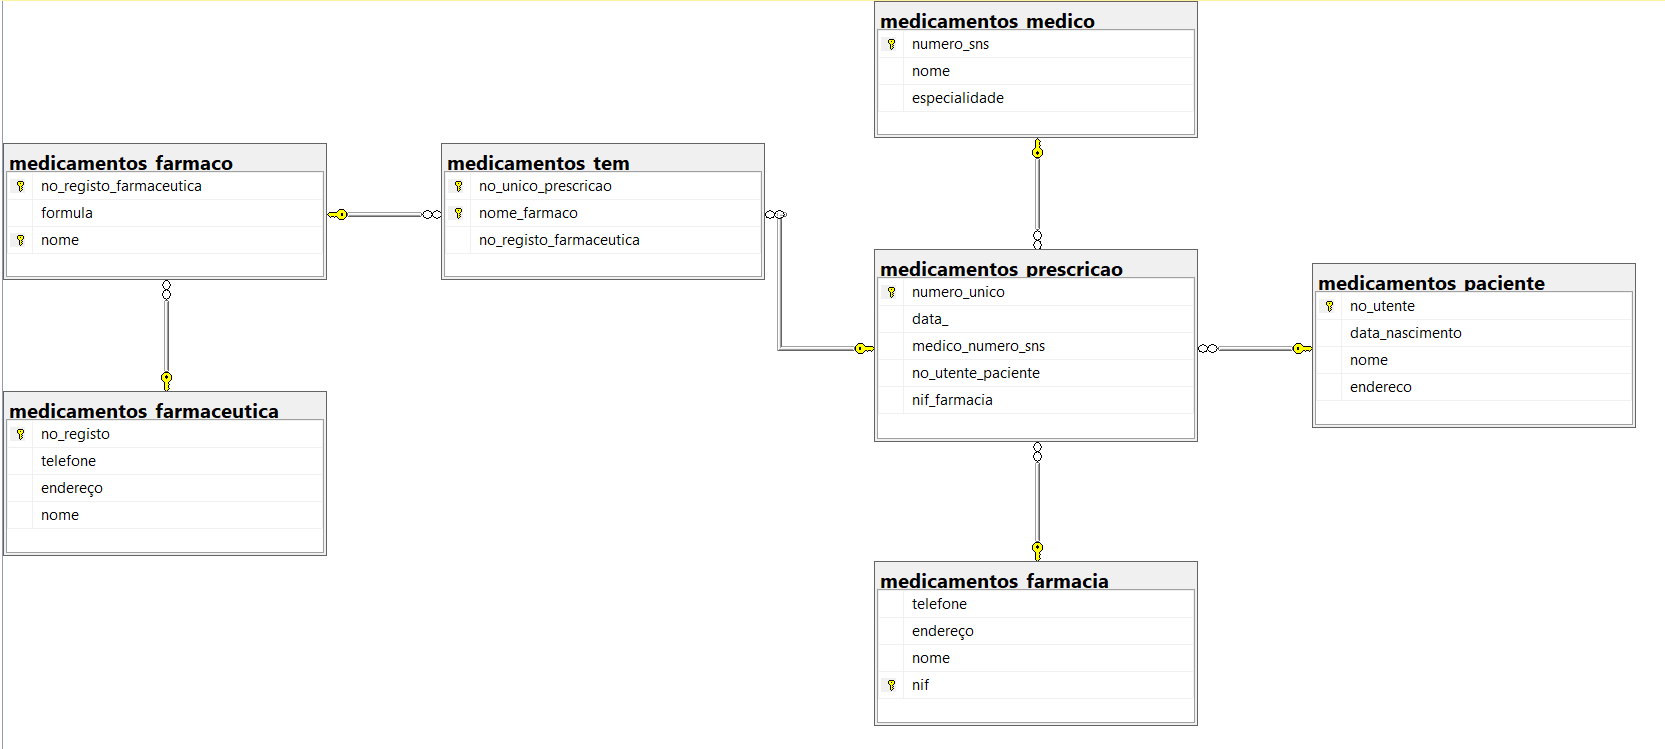 medicamentos_medico
numero_sns
nome
especialidade
medicamentos_farmaco
no_registo_farmaceutica
formula
nome
medicamentos_tem
no_unico_prescricao
nome_farmaco
no_registo_farmaceutica
medicamentos_prescricao
numero_unico
data_
medico_numero_sns
no_utente_paciente
nif_farmacia
medicamentos_paciente
no_utente
data_nascimento
nome
endereco
medicamentos_farmaceutica
no_registo
telefone
endereço
nome
medicamentos_farmacia
telefone
endereço
nome
nif